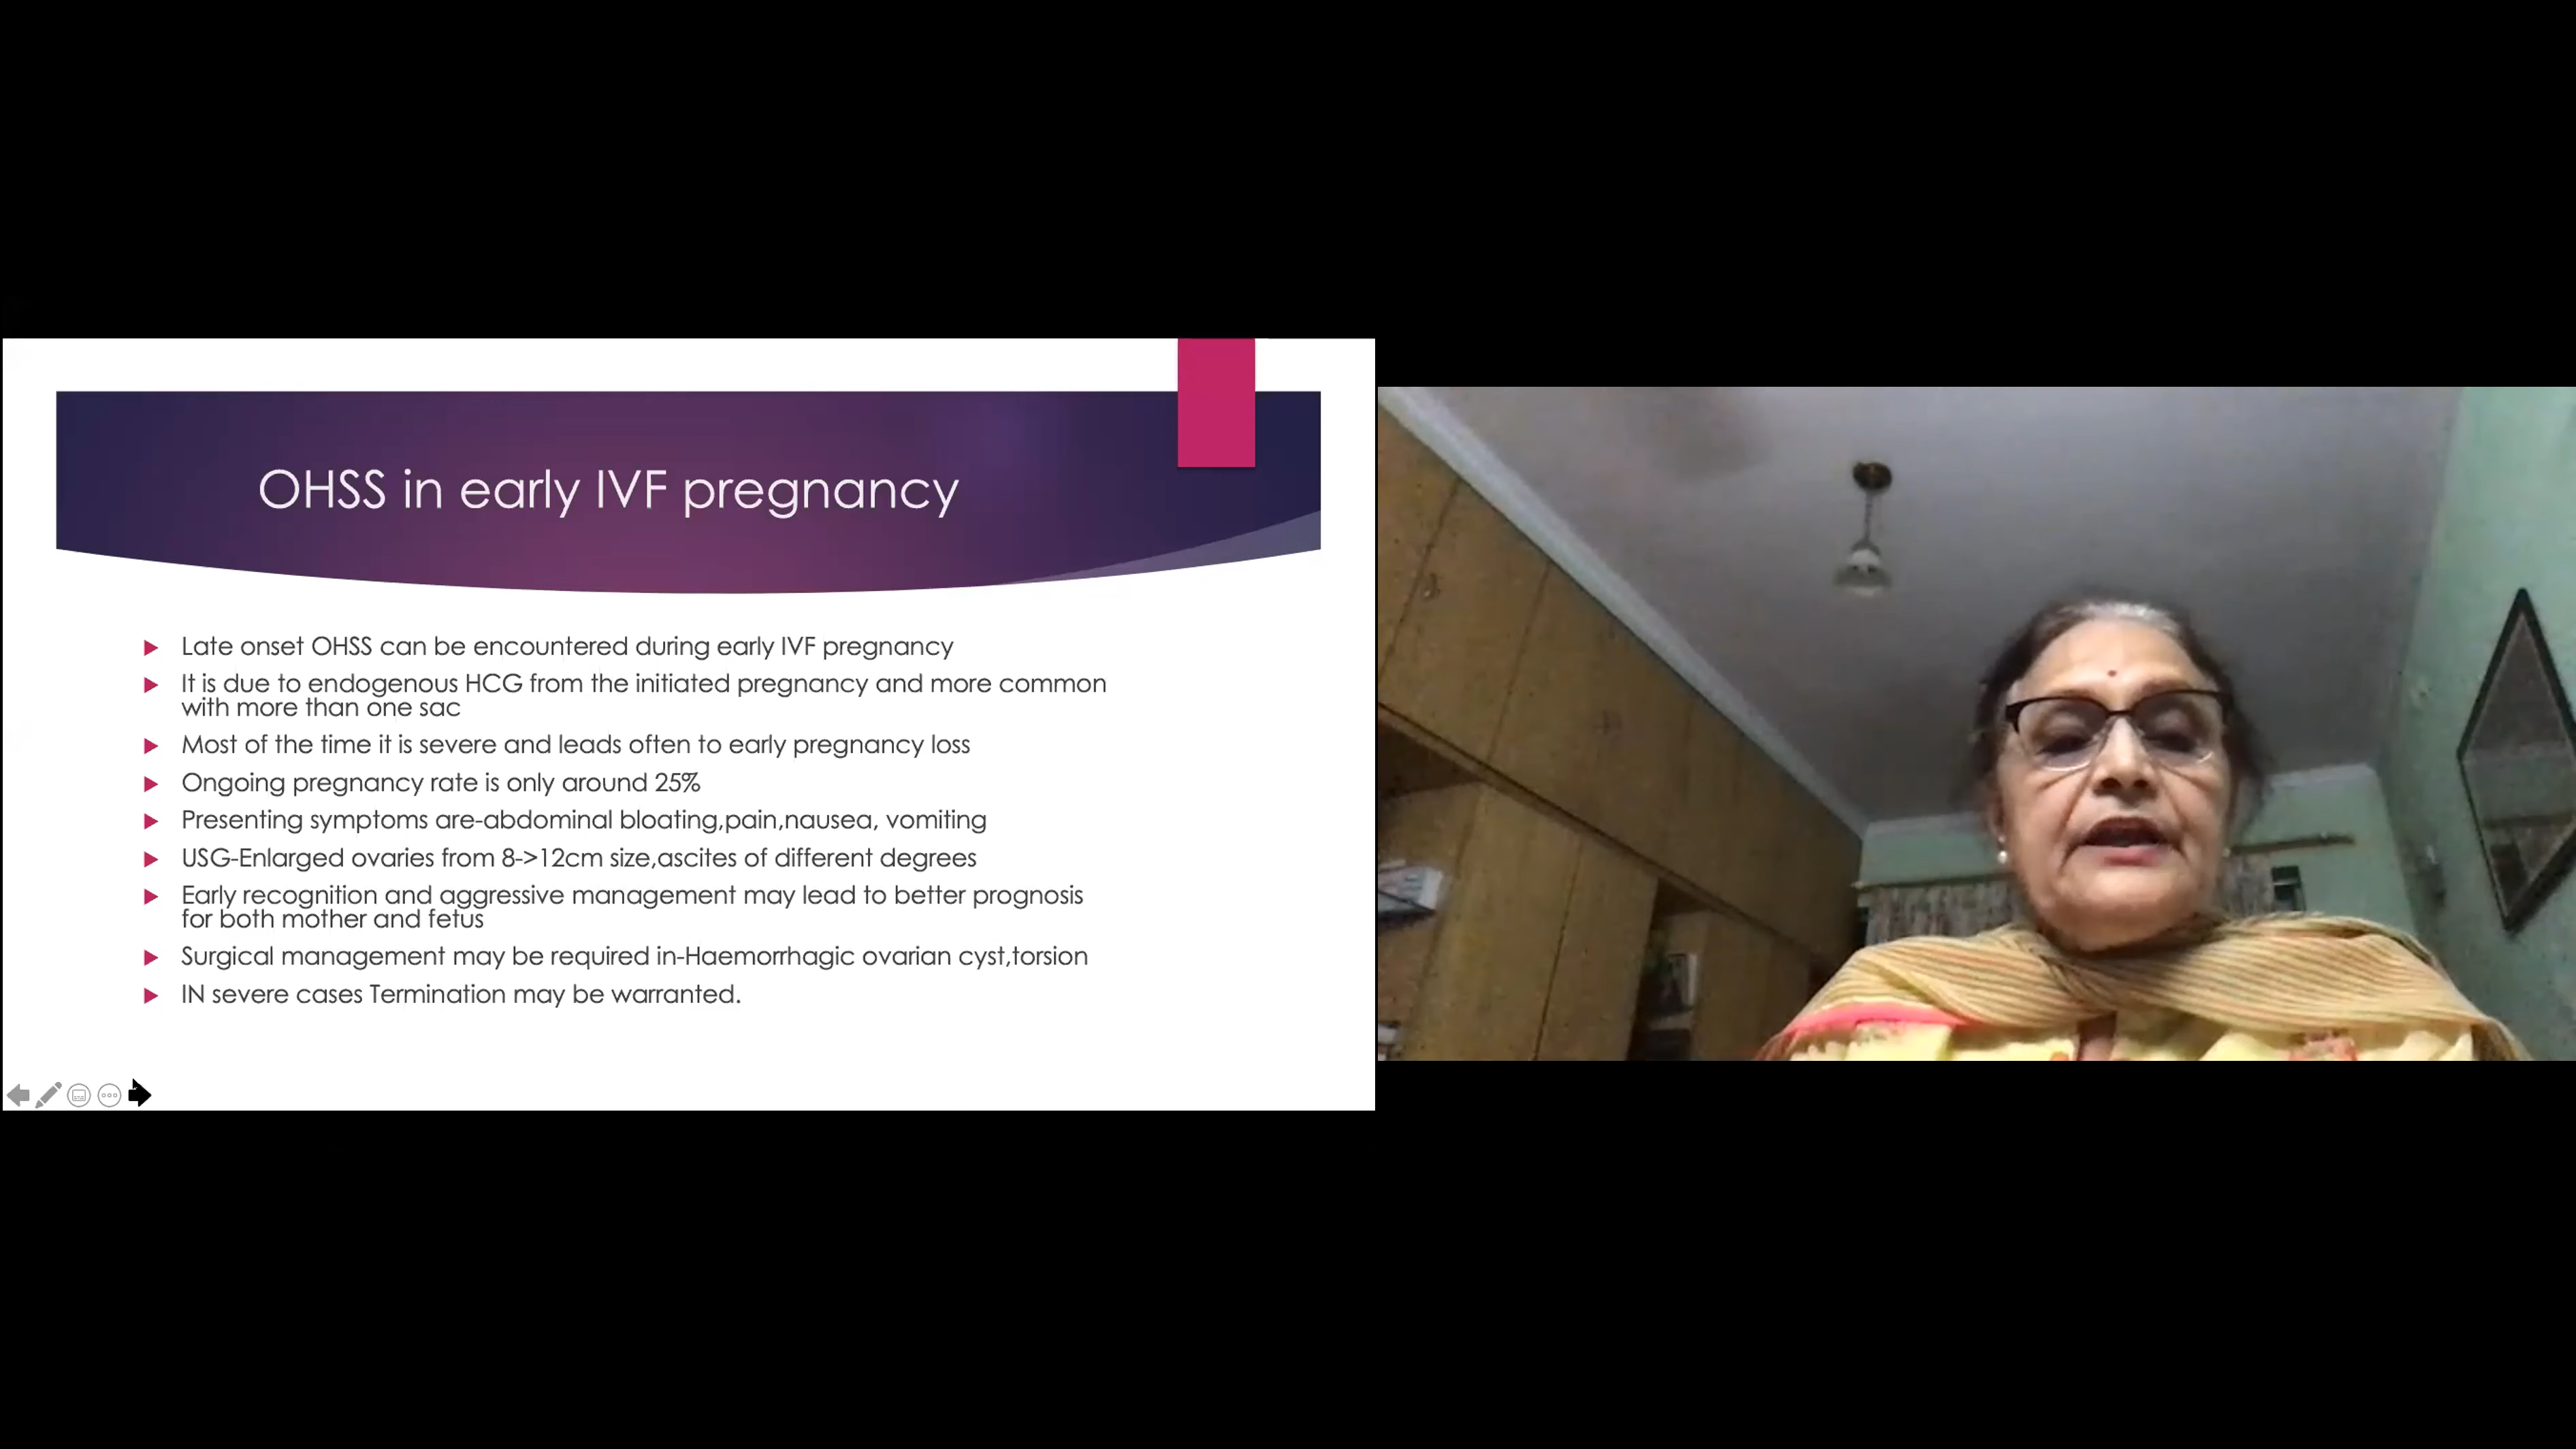 OHSS in early IVF pregnancy
Late onset OHSS can be encountered during early IVF pregnancy
It is due to endogenous HCG from the initiated pregnancy and more common
with more than one sac
Most of the time it is severe and leads often to early pregnancy loss
Ongoing pregnancy rate is only around 25%
Presenting symptoms are-abdominal bloating,pain,nausea, vomiting
USG-Enlarged ovaries from 8->12cm size,ascites of different degrees
Early recognition and aggressive management may lead to better prognosis
for both mother and fetus
Surgical management may be required in-Haemorrhagic ovarian cyst,torsion
IN severe cases Termination may be warranted.